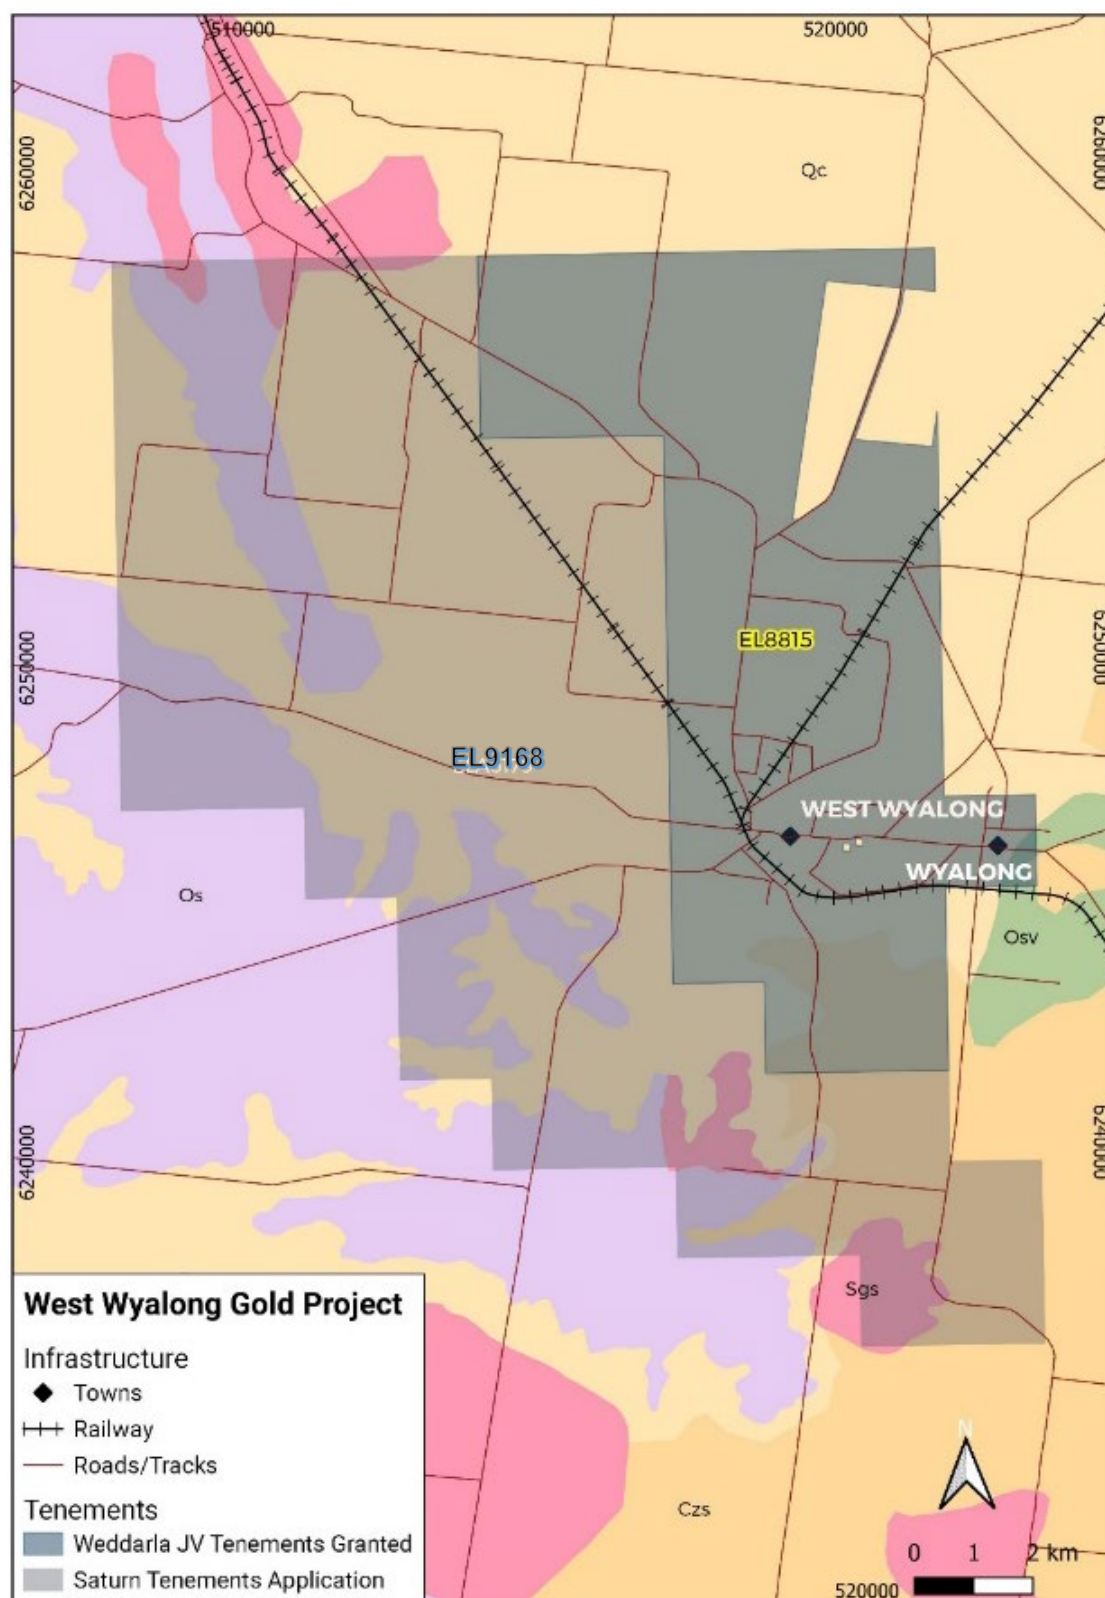 510000
520000
6260000
6260000
Qc
EL8815
6250000
6250000
EL9168
WEST WYALONG
WYALONG
Os
Osv
6240000
6240000
Sgs
West Wyalong Gold Project
Infrastructure
Towns
Railway
Roads/Tracks
Tenements
Weddarla JV Tenements Granted
Saturn Tenements Application
Czs
N
0 1 2 km
520000